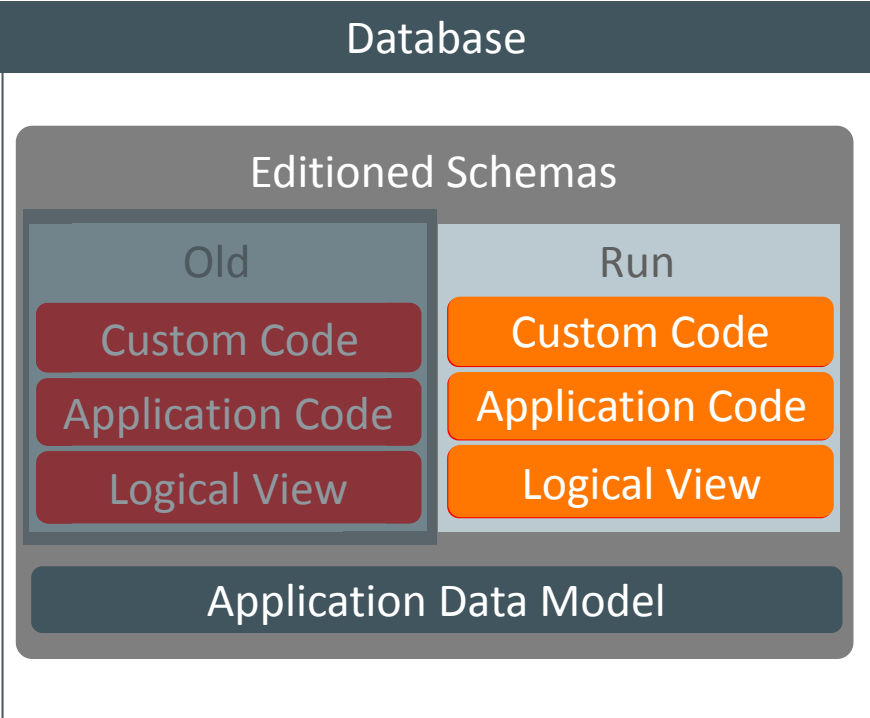 Database
Editioned Schemas
Old
Custom Code
Application Code
Logical View
Run
Custom Code
Application Code
Logical View
Application Data Model